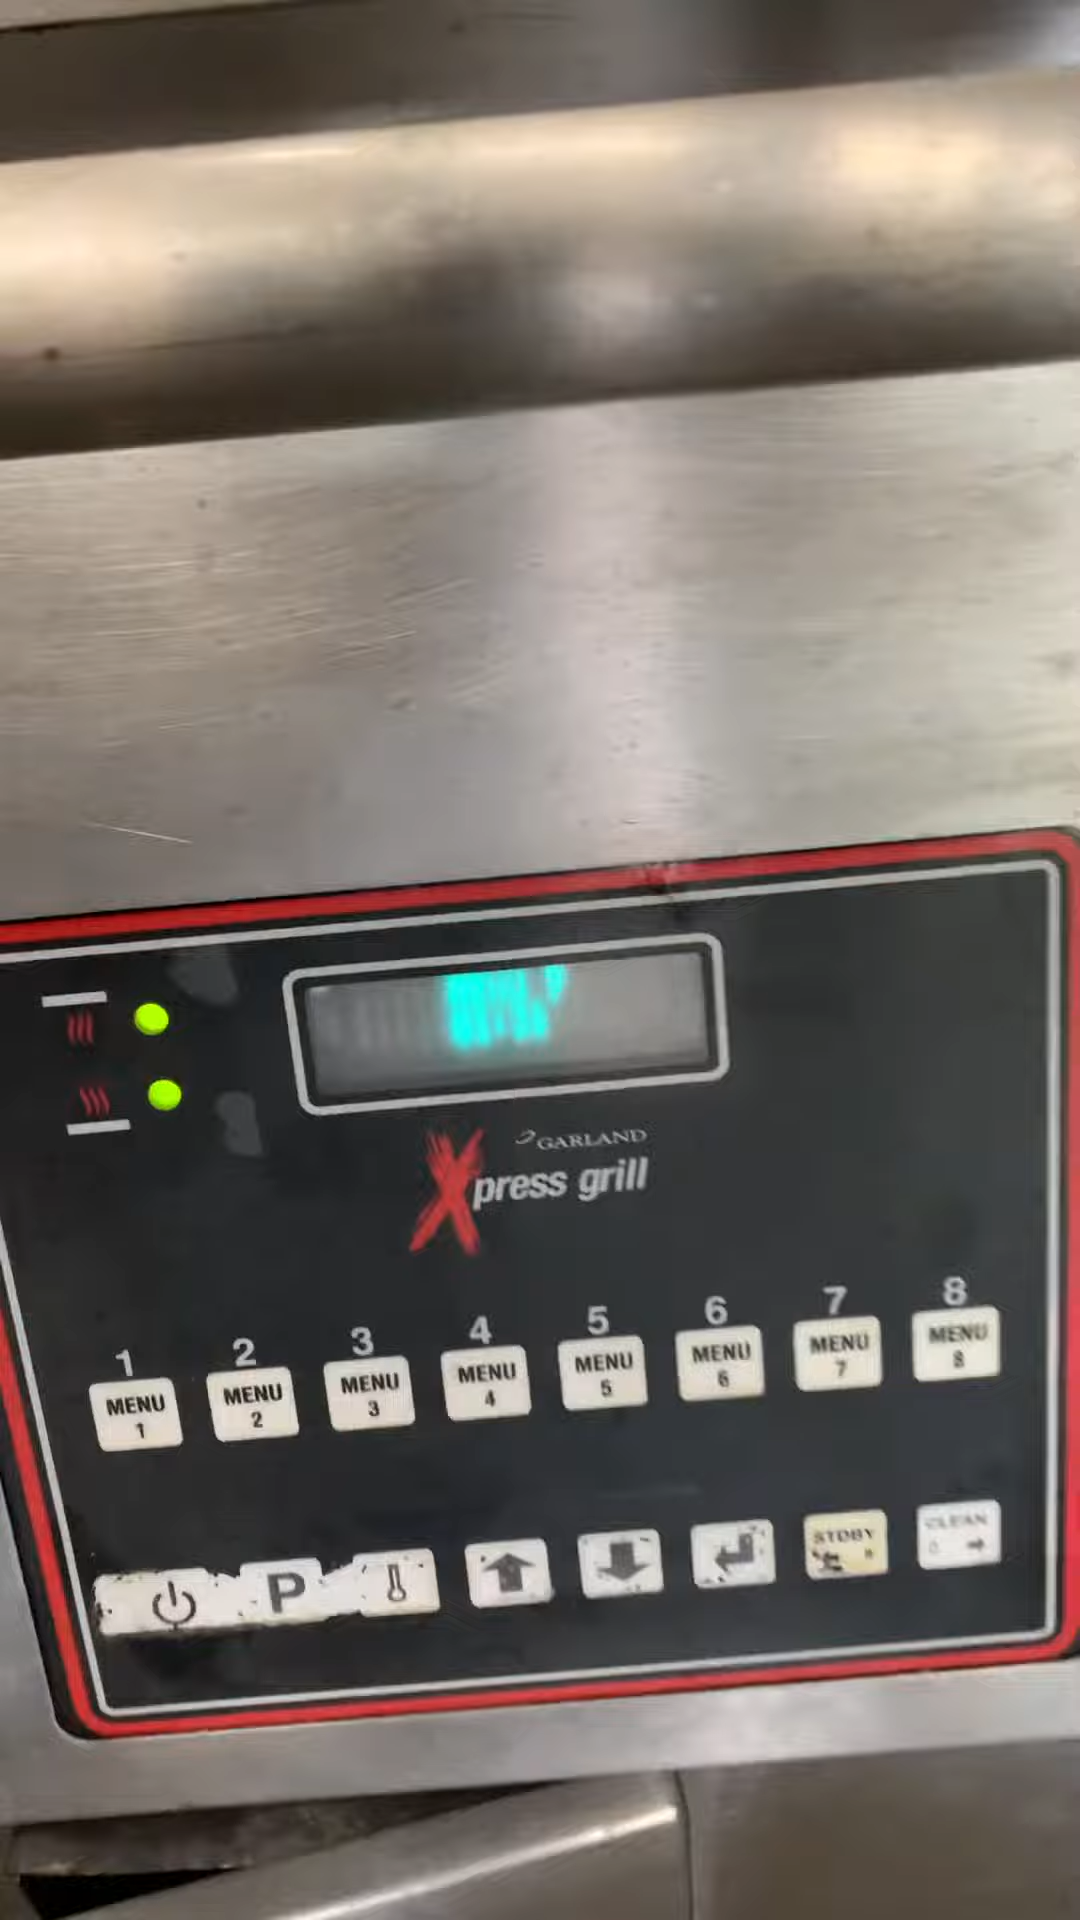 GARLAND
Xpress grill
1 2 3 4 5 6 7 8
MENU 1 MENU 2 MENU 3 MENU 4 MENU 5 MENU 6 MENU 7 MENU 8
P STDBY CLEAN